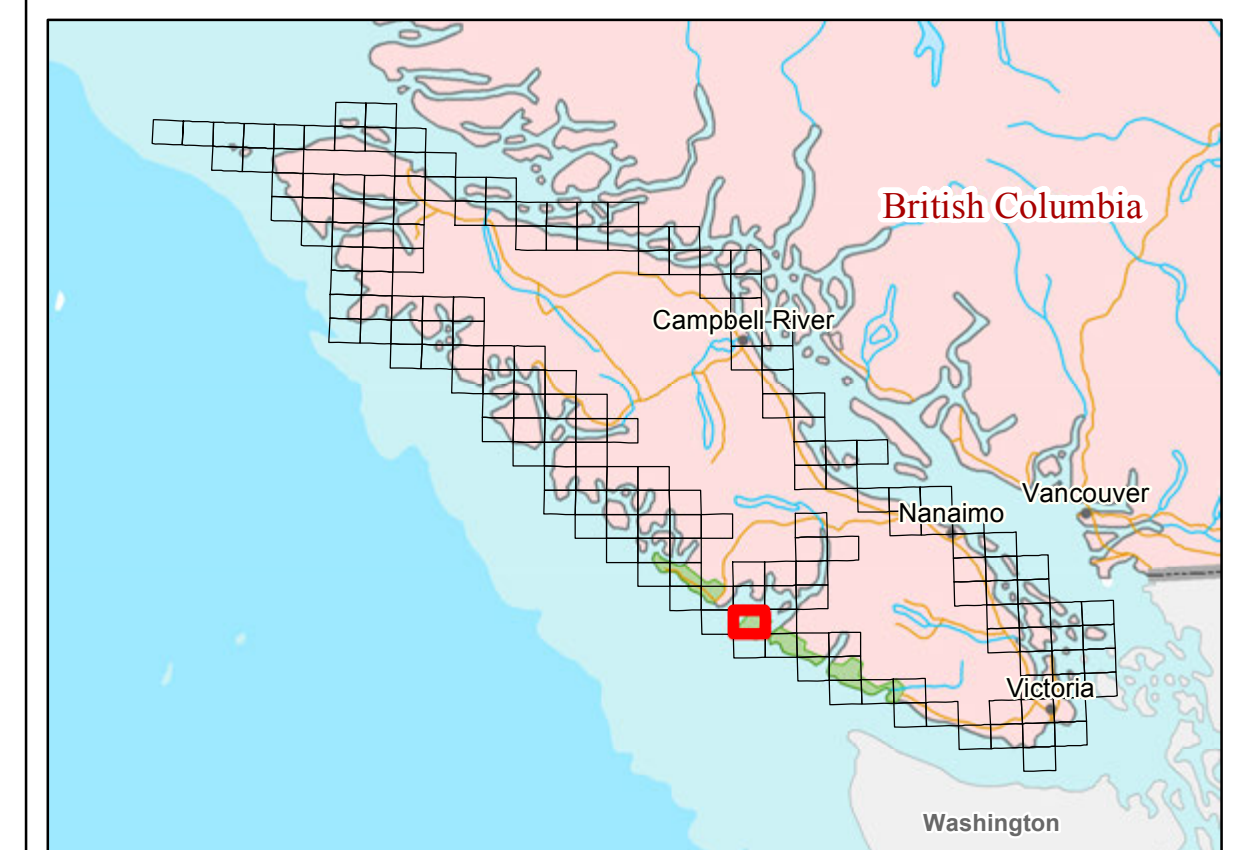 British Columbia
Campbell River
Vancouver
Nanaimo
Victoria
Washington